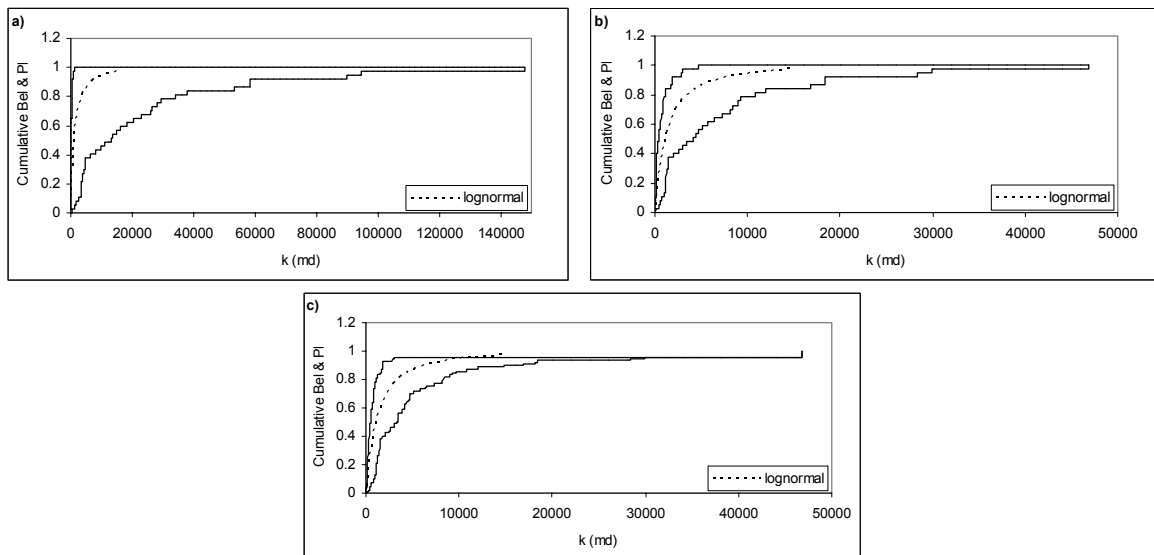 a)
Cumulative Bel & Pl
1.2
1
0.8
0.6
0.4
0.2
0
0 20000 40000 60000 80000 100000 120000 140000
k (md)
lognormal
b)
Cumulative Bel & Pl
1.2
1
0.8
0.6
0.4
0.2
0
0 10000 20000 30000 40000 50000
k (md)
lognormal
c)
Cumulative Bel & Pl
1.2
1
0.8
0.6
0.4
0.2
0
0 10000 20000 30000 40000 50000
k (md)
lognormal